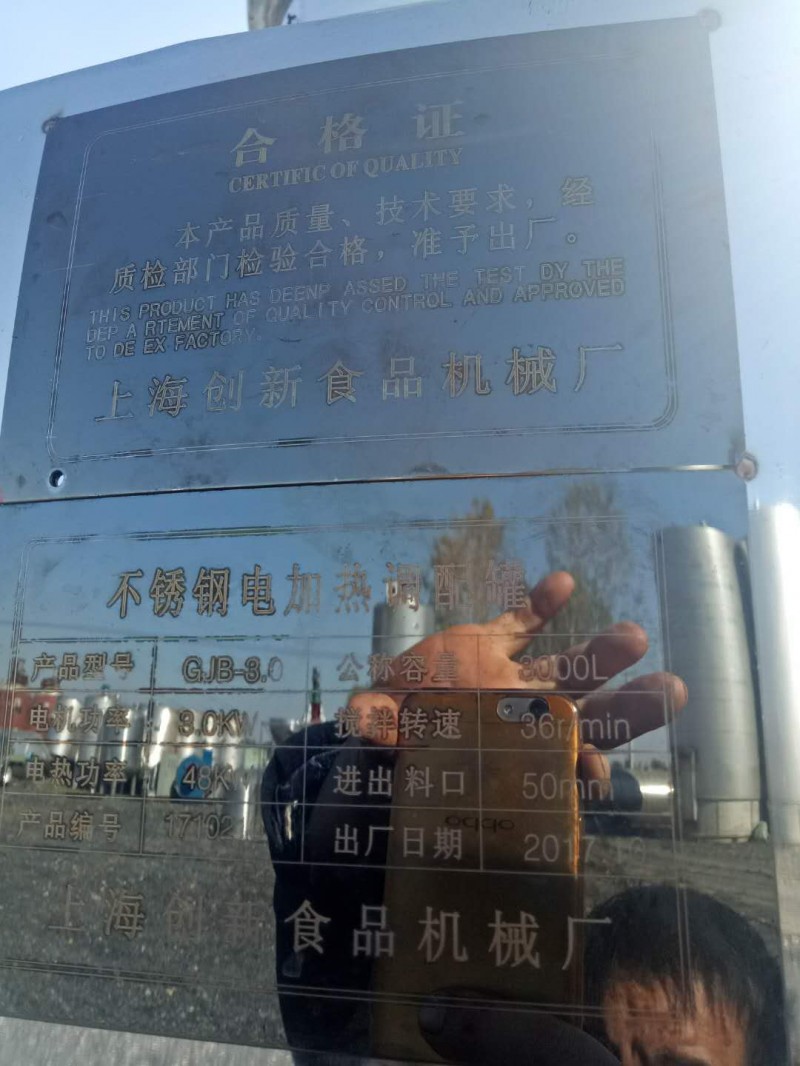 合格证
CERTIFIC OF QUALITY
本产品质量、技术要求，经
质检部门检验合格，准予出厂。
THIS PRODUCT HAS DEENP ASSED THE TEST DY THE
DEP A RTEMENT OF QUALITY CONTROL AND APPROVED
TO DE EX FACTORY.
上海创新食品机械厂
不锈钢电加热调配罐
产品型号 GJB-3.0 公称容量 3000L
电机功率 3.0KW 搅拌转速 36r/min
电热功率 48K 进出料口 50mm
产品编号 17102 出厂日期 2017.10
上海创新食品机械厂
oppo